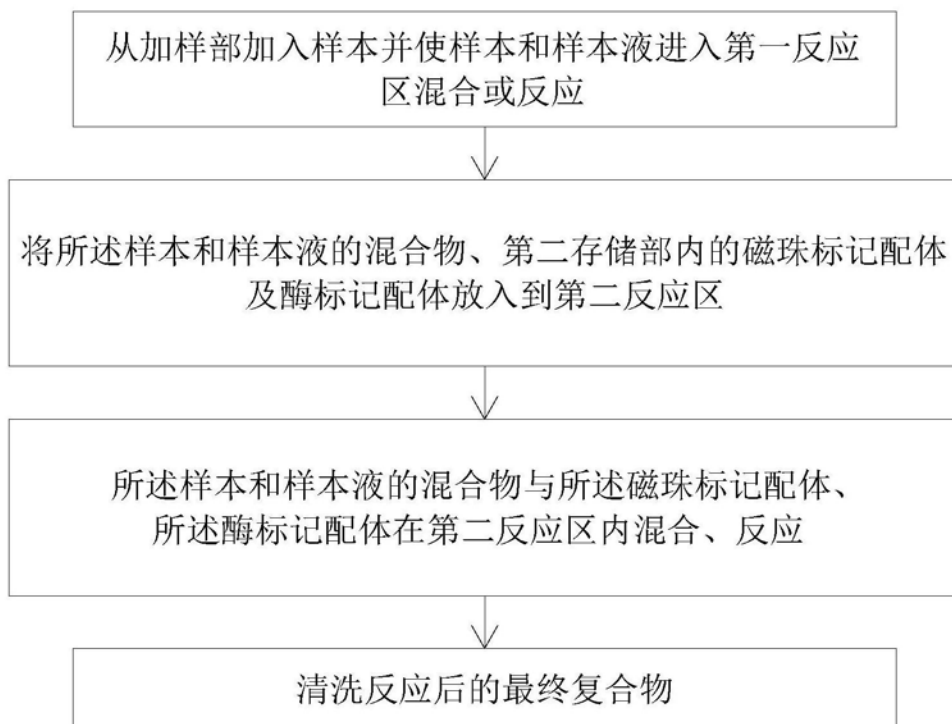 从加样部加入样本并使样本和样本液进入第一反应
区混合或反应
将所述样本和样本液的混合物、第二存储部内的磁珠标记配体
及酶标记配体放入到第二反应区
所述样本和样本液的混合物与所述磁珠标记配体、
所述酶标记配体在第二反应区内混合、反应
清洗反应后的最终复合物